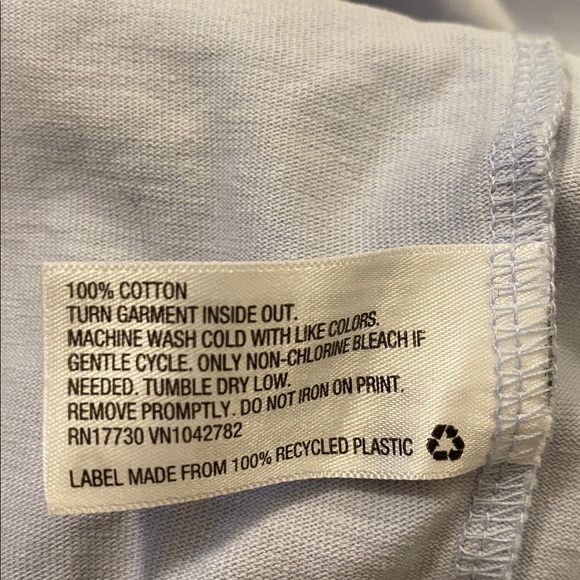 100% COTTON
TURN GARMENT INSIDE OUT.
MACHINE WASH COLD WITH LIKE COLORS.
GENTLE CYCLE. ONLY NON-CHLORINE BLEACH IF
NEEDED. TUMBLE DRY LOW.
REMOVE PROMPTLY. DO NOT IRON ON PRINT.
RN17730 VN1042782
LABEL MADE FROM 100% RECYCLED PLASTIC